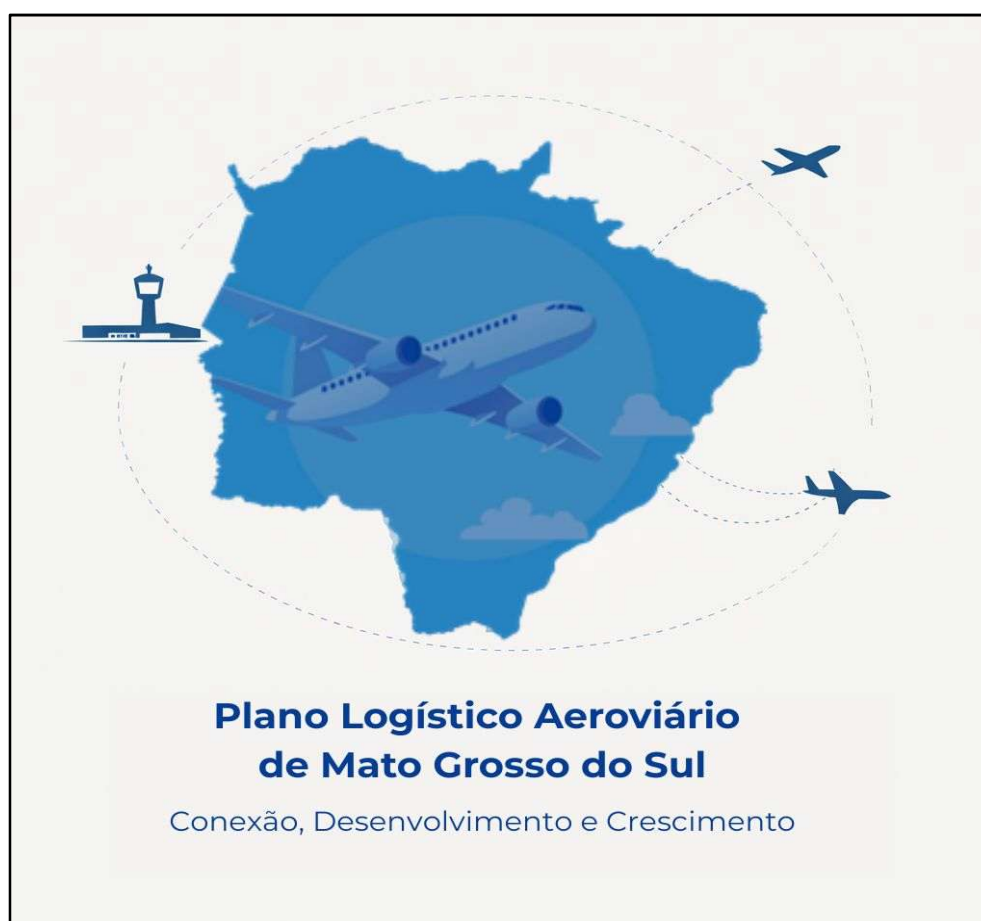 Plano Logístico Aeroviário
de Mato Grosso do Sul
Conexão, Desenvolvimento e Crescimento